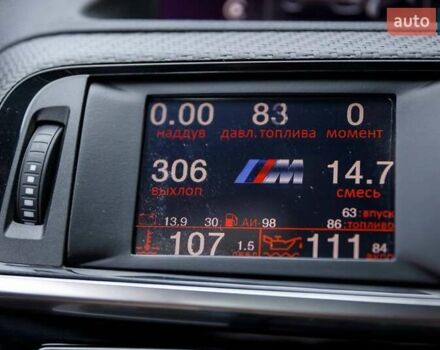 auto
0.00 83 0
наддув давл.топлива момент
306 M 14.7
выхлоп смесь
63:впуск
13.9 30 АИ-98 86:топливо
107 1.5 111 84